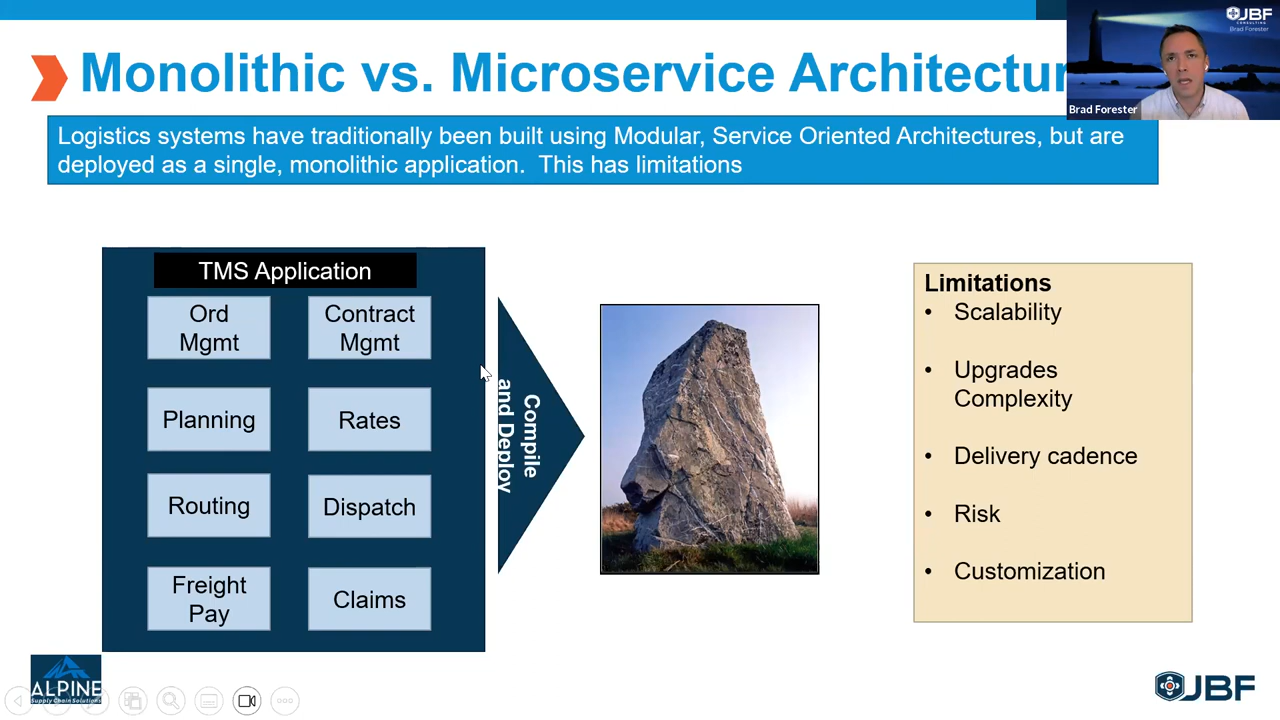 JBF
CONSULTING
Brad Forester
Brad Forester
Monolithic vs. Microservice Architectur
Logistics systems have traditionally been built using Modular, Service Oriented Architectures, but are
deployed as a single, monolithic application.  This has limitations
TMS Application
Ord
Mgmt
Contract
Mgmt
Planning
Rates
Routing
Dispatch
Freight
Pay
Claims
Compile
and Deploy
Limitations
• Scalability
• Upgrades
Complexity
• Delivery cadence
• Risk
• Customization
ALPINE
Supply Chain Solutions
JBF